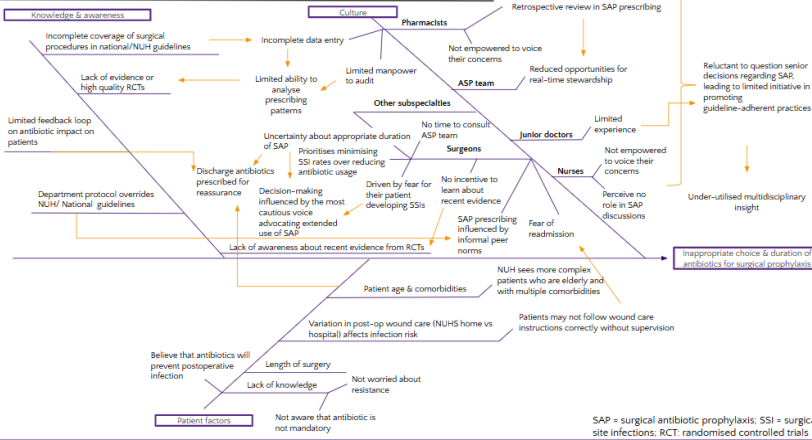 Knowledge & awareness
Culture
Retrospective review in SAP prescribing
Pharmacists
Incomplete coverage of surgical
procedures in national/NUH guidelines
Incomplete data entry
Not empowered to voice
their concerns
Limited manpower
to audit
Lack of evidence or
high quality RCTs
Limited ability to
analyse
prescribing
patterns
ASP team
Reduced opportunities for
real-time stewardship
Reluctant to question senior
decisions regarding SAP,
leading to limited initiative in
promoting
guideline-adherent practices
Other subspecialties
Limited feedback loop
on antibiotic impact on
patients
No time to consult
ASP team
Junior doctors
Limited
experience
Uncertainty about appropriate duration
of SAP
Prioritises minimising
SSI rates over reducing
antibiotic usage
Surgeons
Not empowered
to voice their
concerns
Nurses
Discharge antibiotics
prescribed for
reassurance
Decision-making
influenced by the most
cautious voice
advocating extended
use of SAP
Driven by fear for
their patient
developing SSIs
No incentive to
learn about
recent evidence
Perceive no
role in SAP
discussions
Under-utilised multidisciplinary
insight
Department protocol overrides
NUH/ National guidelines
SAP prescribing
influenced by
informal peer
norms
Fear of
readmission
Lack of awareness about recent evidence from RCTs
Inappropriate choice & duration of
antibiotics for surgical prophylaxis
NUH sees more complex
patients who are elderly and
with multiple comorbidities
Patient age & comorbidities
Variation in post-op wound care (NUHS home vs
hospital) affects infection risk
Patients may not follow wound care
instructions correctly without supervision
Believe that antibiotics will
prevent postoperative
infection
Length of surgery
Lack of knowledge
Not worried about
resistance
Not aware that antibiotic is
not mandatory
Patient factors
SAP = surgical antibiotic prophylaxis; SSI = surgical
site infections; RCT: randomised controlled trials